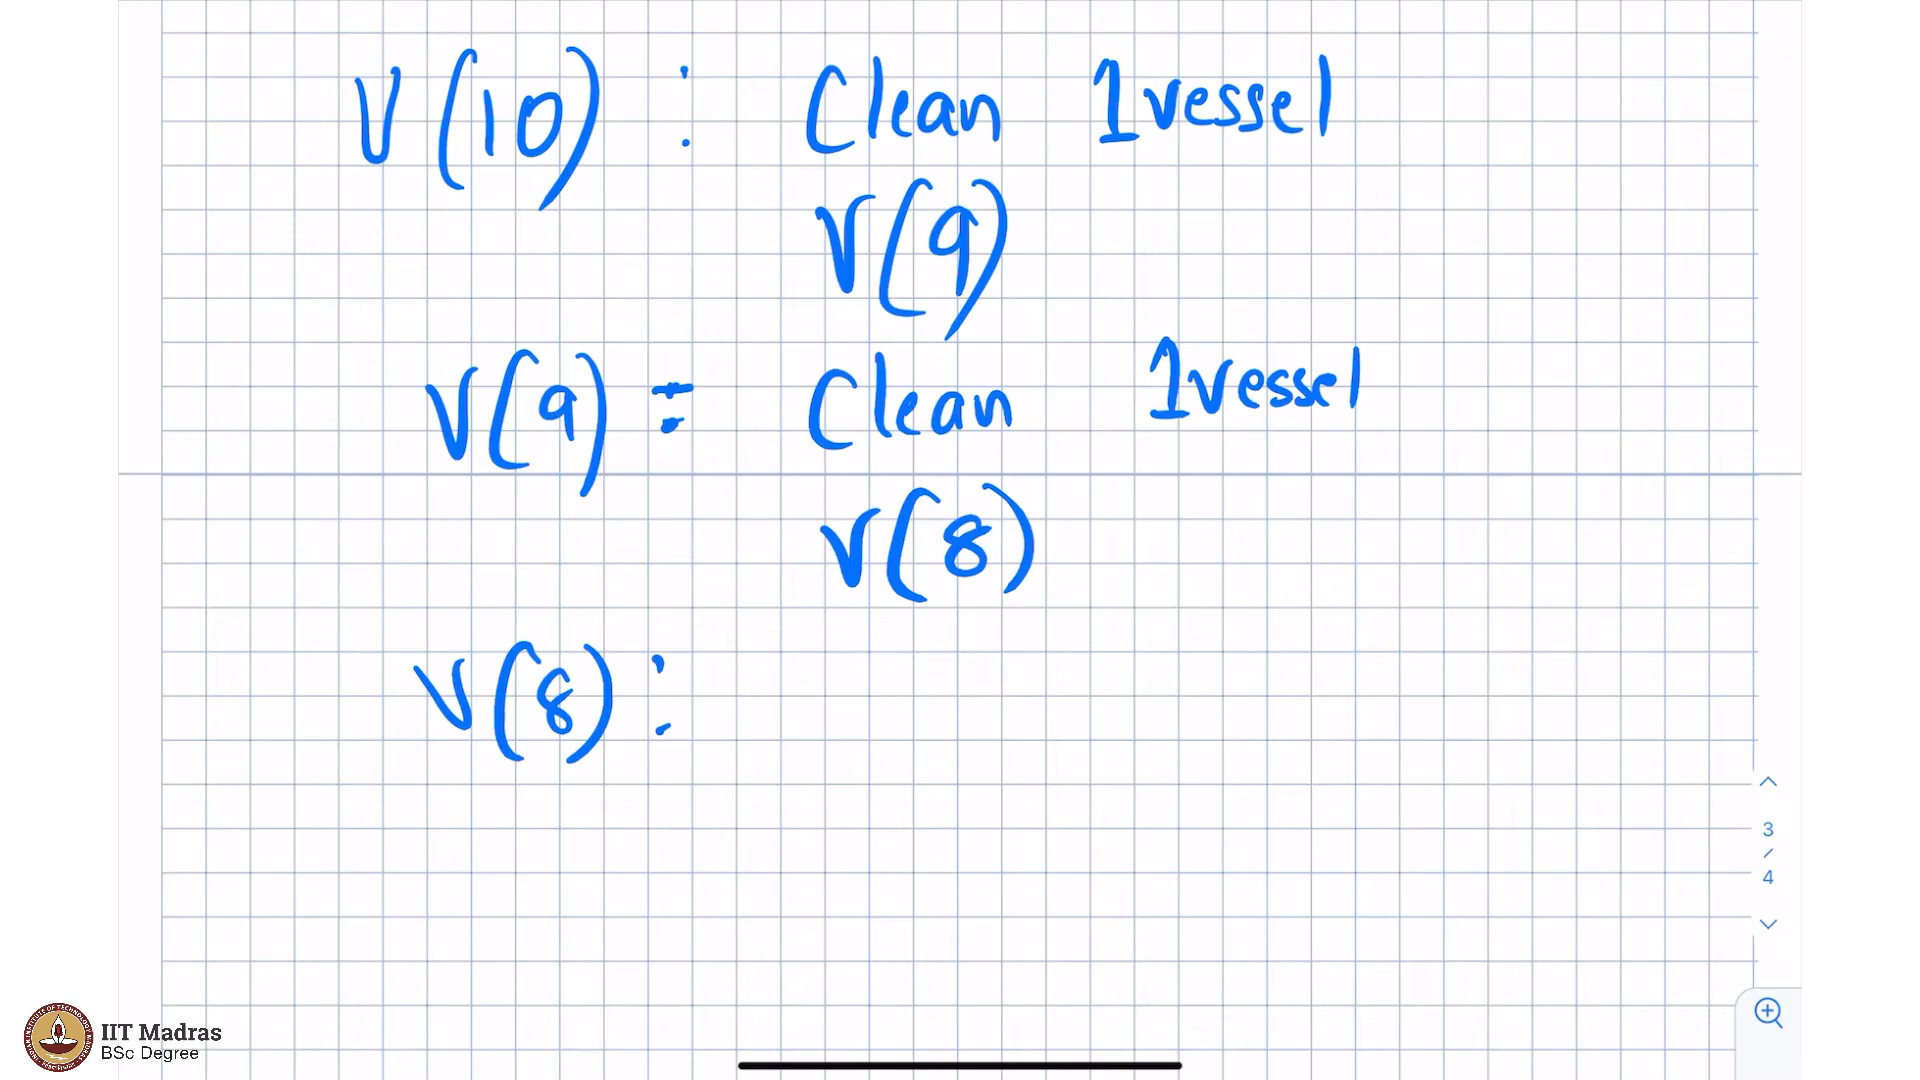 V(10) : Clean 1vessel
V(9)
V(9) : Clean 1vessel
V(8)
V(8) :
3
/
4
IIT Madras
BSc Degree